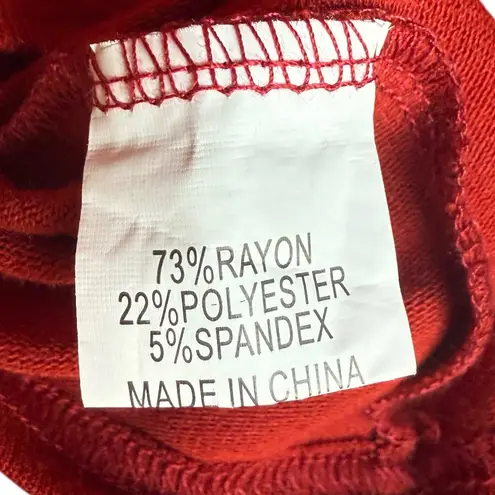 73%RAYON
22%POLYESTER
5%SPANDEX
MADE IN CHINA